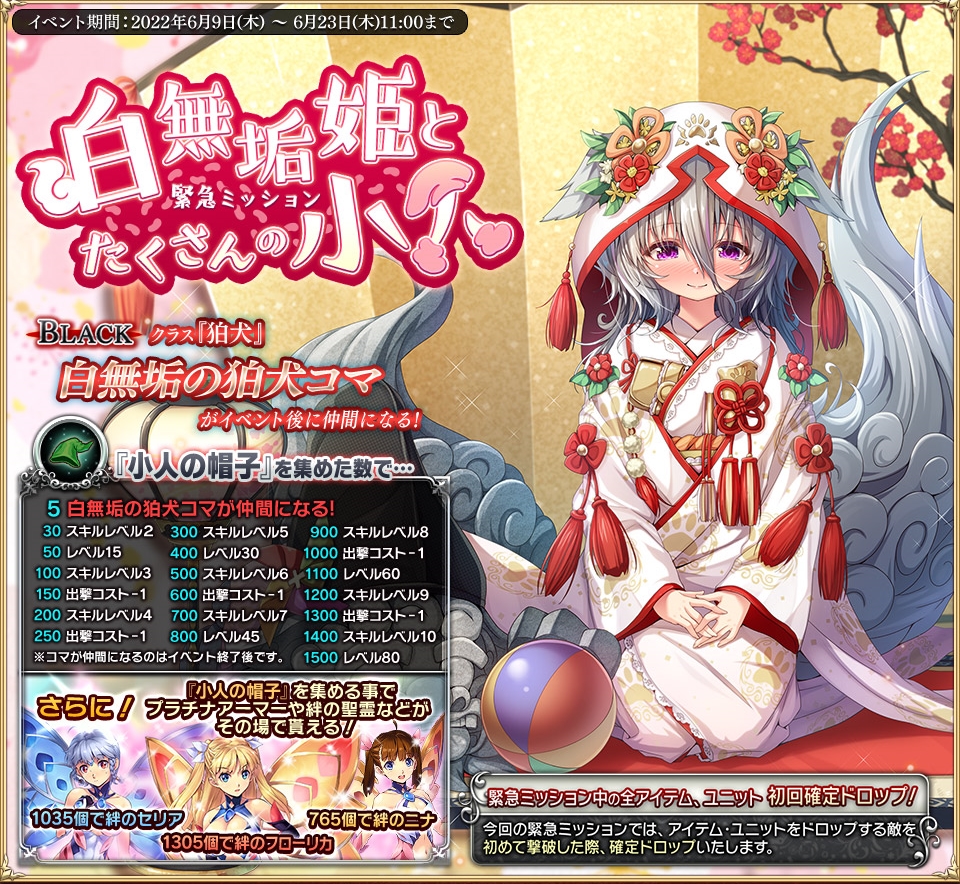 イベント期間:2022年6月9日(木) ～ 6月23日(木)11:00まで
白無垢姫と
緊急ミッション
たくさんの小人
BLACK クラス『狛犬』
白無垢の狛犬コマ
がイベント後に仲間になる!
『小人の帽子』を集めた数で…
5 白無垢の狛犬コマが仲間になる!
30 スキルレベル2 300 スキルレベル5 900 スキルレベル8
50 レベル15 400 レベル30 1000 出撃コスト-1
100 スキルレベル3 500 スキルレベル6 1100 レベル60
150 出撃コスト-1 600 出撃コスト-1 1200 スキルレベル9
200 スキルレベル4 700 スキルレベル7 1300 出撃コスト-1
250 出撃コスト-1 800 レベル45 1400 スキルレベル10
※コマが仲間になるのはイベント終了後です。 1500 レベル80
さらに!
『小人の帽子』を集める事で
プラチナアーマーや絆の聖霊などが
その場で貰える!
1035個で絆のセリア
765個で絆のニナ
1305個で絆のフローリカ
緊急ミッション中の全アイテム、ユニット 初回確定ドロップ!
今回の緊急ミッションでは、アイテム・ユニットをドロップする敵を
初めて撃破した際、確定ドロップいたします。